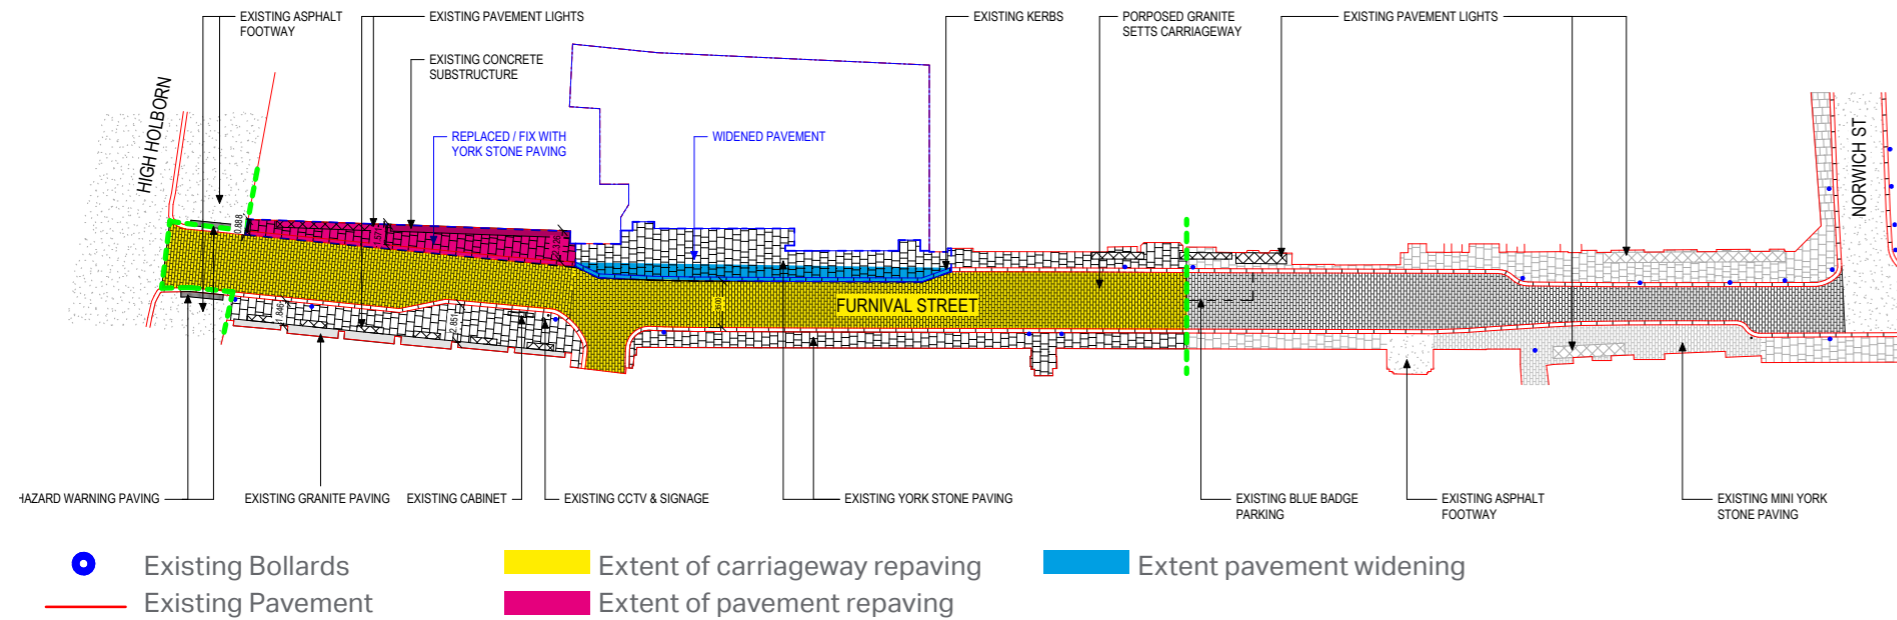 EXISTING ASPHALT
FOOTWAY
EXISTING PAVEMENT LIGHTS
EXISTING KERBS
PORPOSED GRANITE
SETTS CARRIAGEWAY
EXISTING PAVEMENT LIGHTS
EXISTING CONCRETE
SUBSTRUCTURE
HIGH HOLBORN
REPLACED / FIX WITH
YORK STONE PAVING
WIDENED PAVEMENT
NORWICH ST
0.888
FURNIVAL STREET
HAZARD WARNING PAVING
EXISTING GRANITE PAVING
EXISTING CABINET
EXISTING CCTV & SIGNAGE
EXISTING YORK STONE PAVING
EXISTING BLUE BADGE
PARKING
EXISTING ASPHALT
FOOTWAY
EXISTING MINI YORK
STONE PAVING
Existing Bollards
Extent of carriageway repaving
Extent pavement widening
Existing Pavement
Extent of pavement repaving